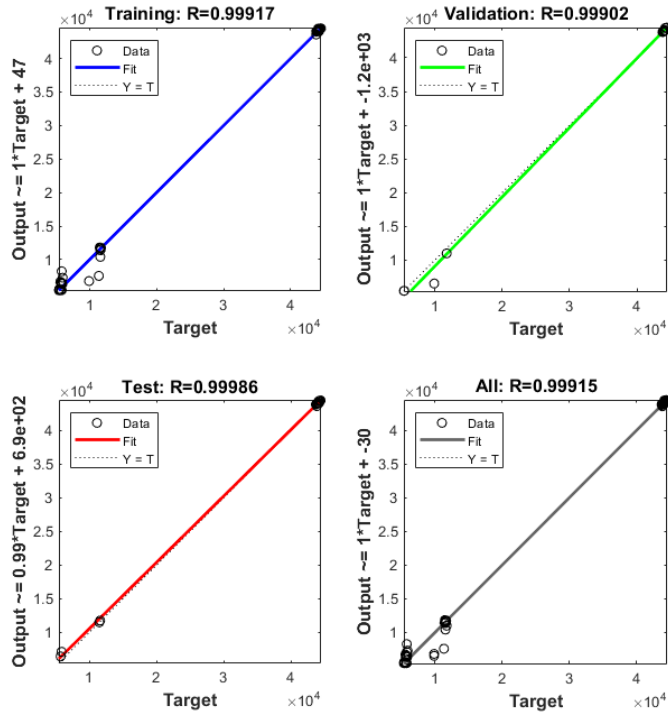 Training: R=0.99917
×10⁴
Output ~= 1*Target + 47
4
3.5
3
2.5
2
1.5
1
Data
Fit
Y = T
1
2
3
4
Target
×10⁴
Validation: R=0.99902
×10⁴
Output ~= 1*Target + -1.2e+03
4
3.5
3
2.5
2
1.5
1
Data
Fit
Y = T
1
2
3
4
Target
×10⁴
Test: R=0.99986
×10⁴
Output ~= 0.99*Target + 6.9e+02
4
3.5
3
2.5
2
1.5
1
Data
Fit
Y = T
1
2
3
4
Target
×10⁴
All: R=0.99915
×10⁴
Output ~= 1*Target + -30
4
3.5
3
2.5
2
1.5
1
Data
Fit
Y = T
1
2
3
4
Target
×10⁴